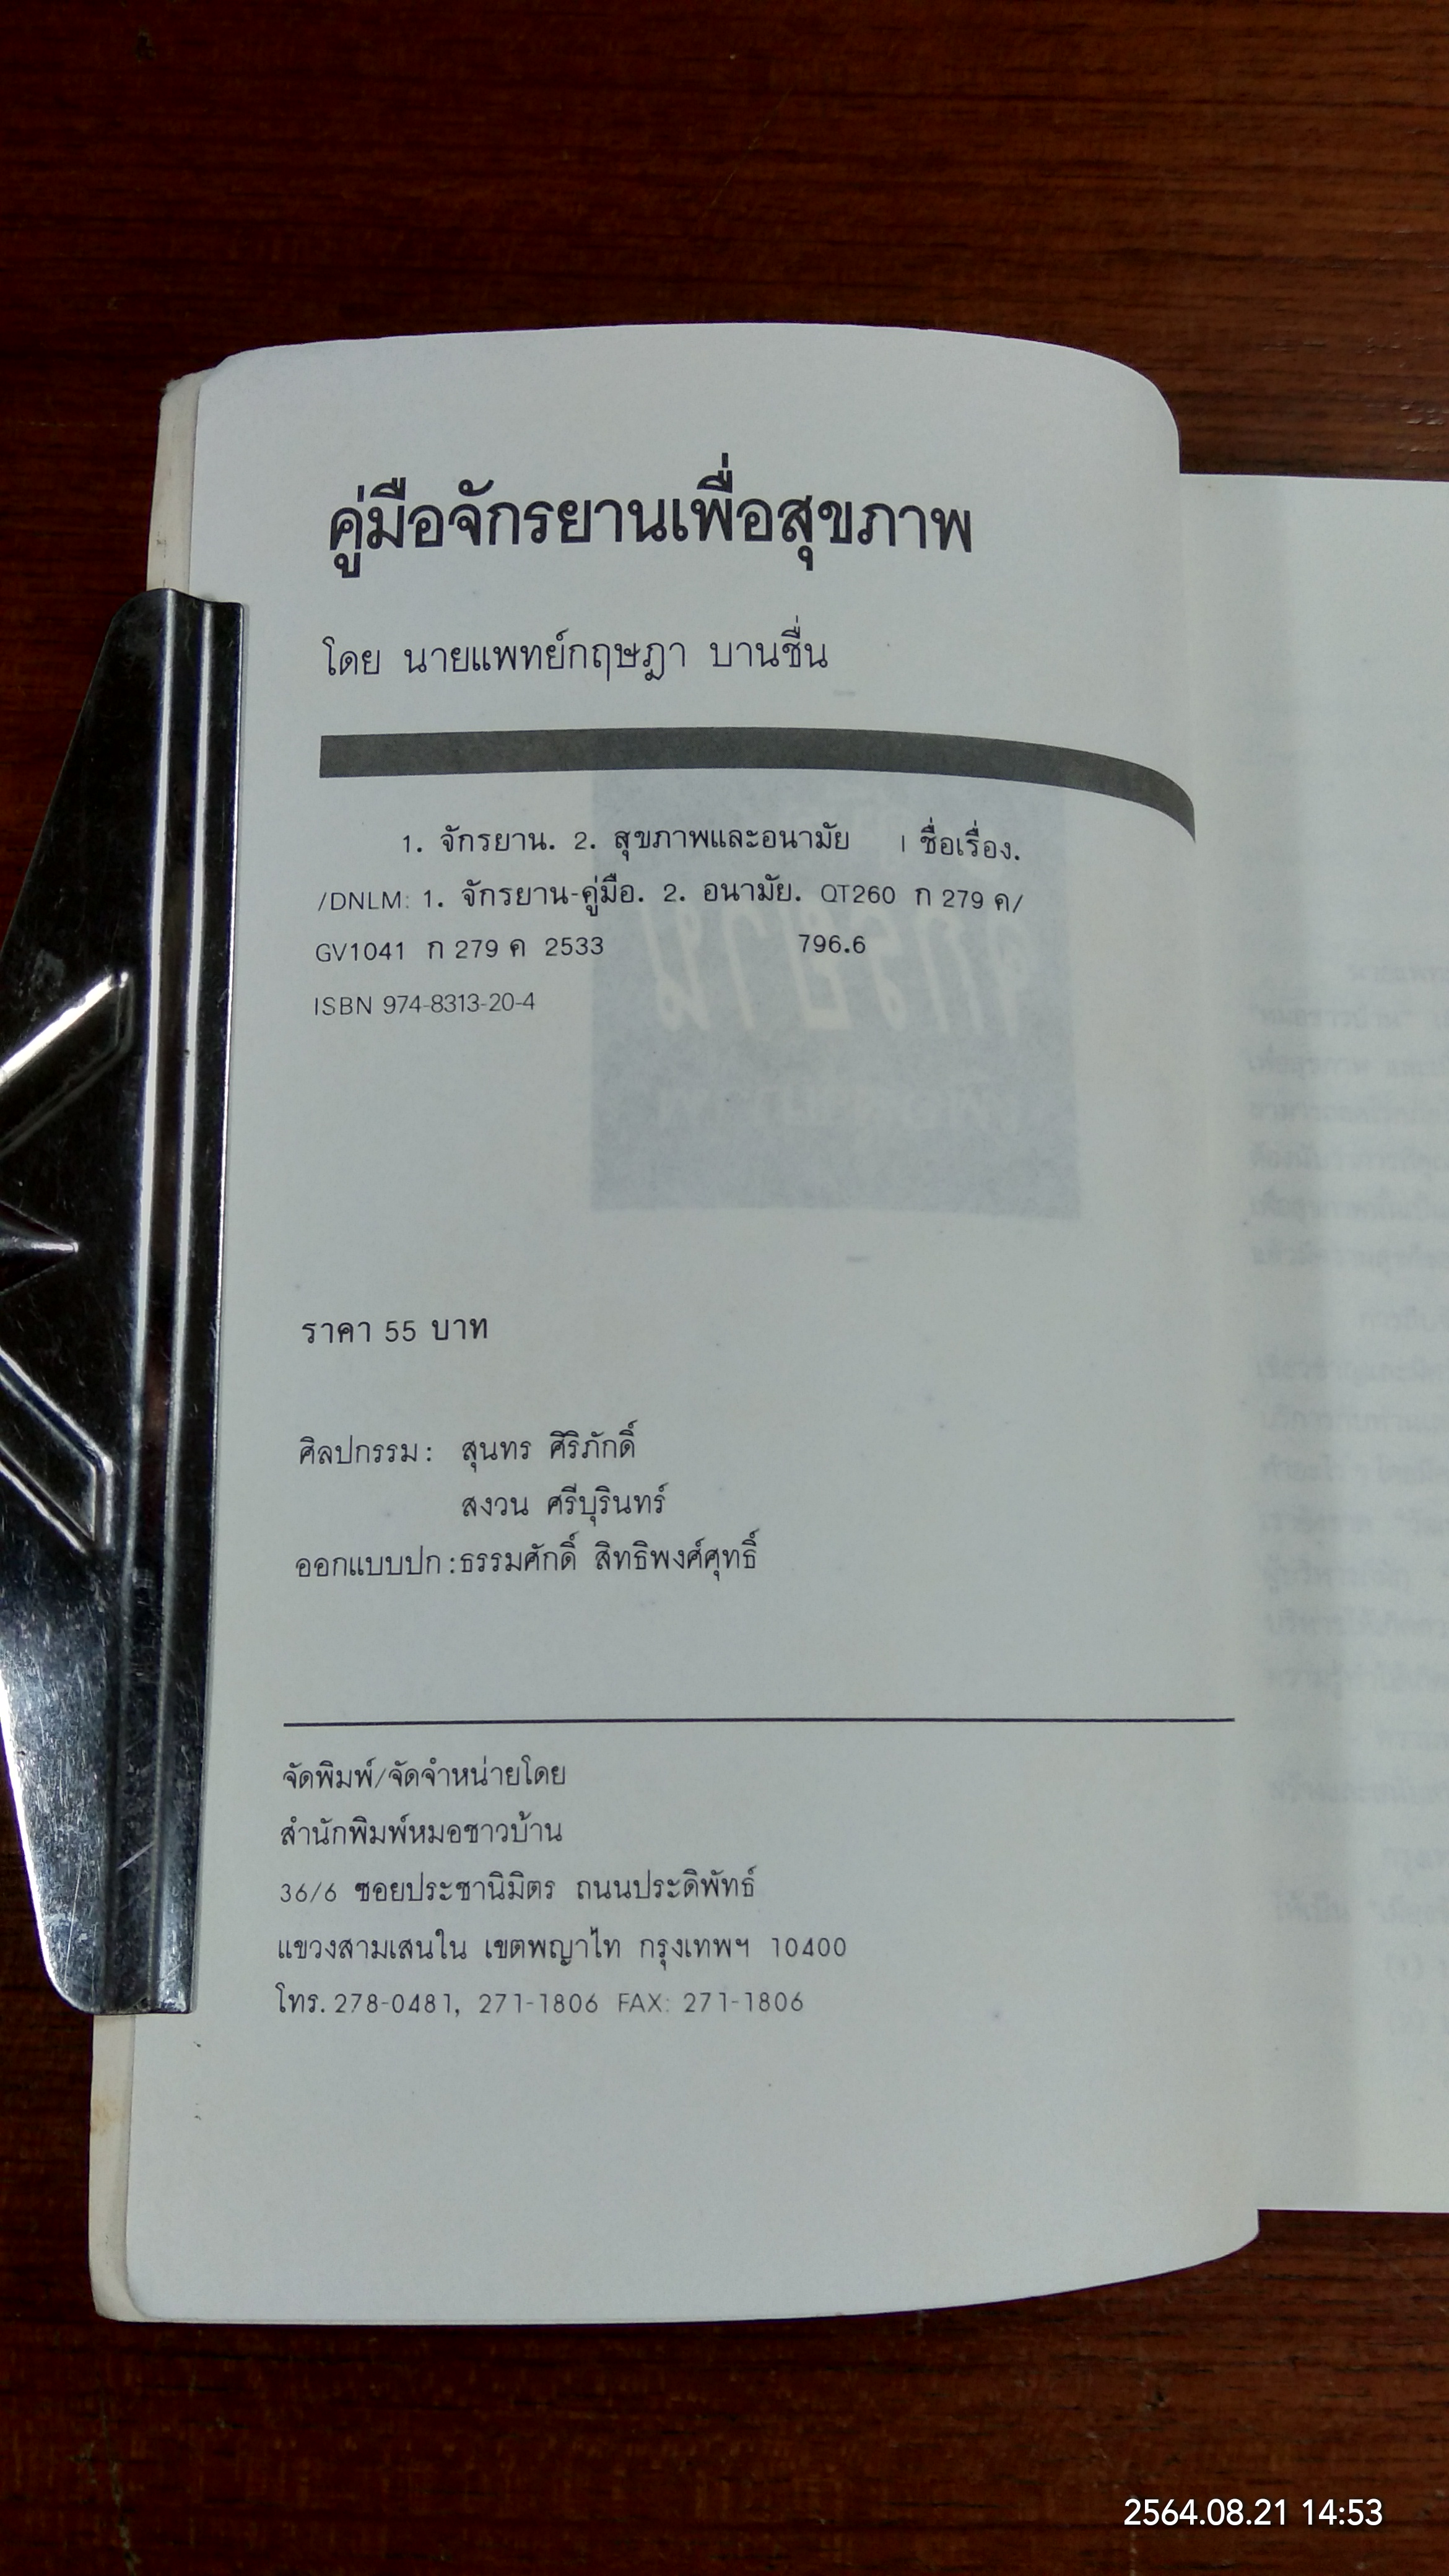 คู่มือจักรยานเพื่อสุขภาพ
โดย นายแพทย์กฤษฎา บานชื่น
1. จักรยาน. 2. สุขภาพและอนามัย I ชื่อเรื่อง.
/DNLM: 1. จักรยาน-คู่มือ. 2. อนามัย. QT260 ก 279 ค/
GV1041 ก 279 ค 2533 796.6
ISBN 974-8313-20-4
ราคา 55 บาท
ศิลปกรรม : สุนทร ศิริภักดิ์
สงวน ศรีบุรินทร์
ออกแบบปก : ธรรมศักดิ์ สิทธิพงศ์ศุทธิ์
จัดพิมพ์/จัดจำหน่ายโดย
สำนักพิมพ์หมอชาวบ้าน
36/6 ซอยประชานิมิตร ถนนประดิพัทธ์
แขวงสามเสนใน เขตพญาไท กรุงเทพฯ 10400
โทร. 278-0481, 271-1806 FAX: 271-1806
2564.08.21 14:53